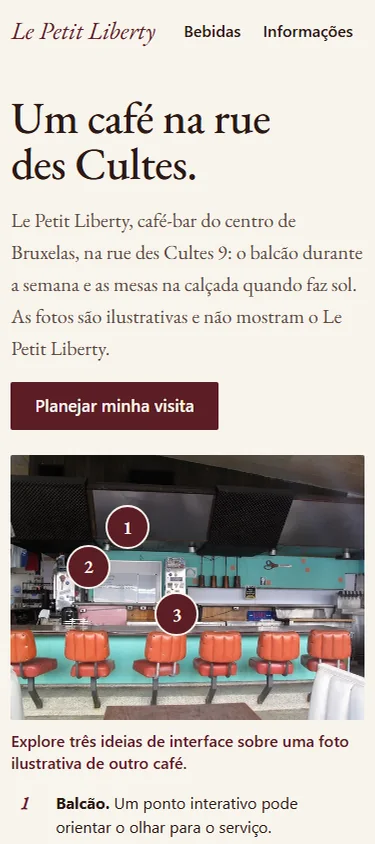 Le Petit Liberty Bebidas Informações
Um café na rue
des Cultes.
Le Petit Liberty, café-bar do centro de
Bruxelas, na rue des Cultes 9: o balcão durante
a semana e as mesas na calçada quando faz sol.
As fotos são ilustrativas e não mostram o Le
Petit Liberty.
Planejar minha visita
1
2
3
Explore três ideias de interface sobre uma foto
ilustrativa de outro café.
1 Balcão. Um ponto interativo pode
orientar o olhar para o serviço.